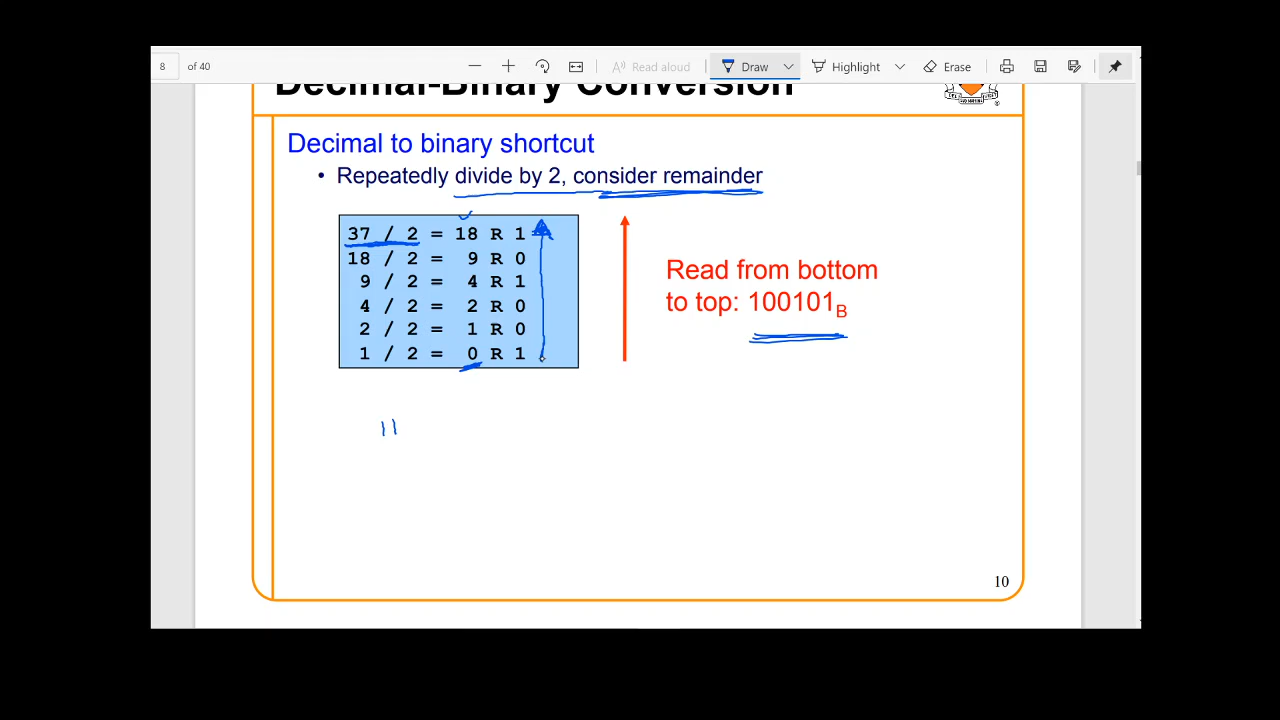 8 of 40 Read aloud Draw Highlight Erase
Decimal-Binary Conversion
Decimal to binary shortcut
• Repeatedly divide by 2, consider remainder
37 / 2 = 18 R 1
18 / 2 = 9 R 0
9 / 2 = 4 R 1
4 / 2 = 2 R 0
2 / 2 = 1 R 0
1 / 2 = 0 R 1
Read from bottom
to top: 100101B
11
10